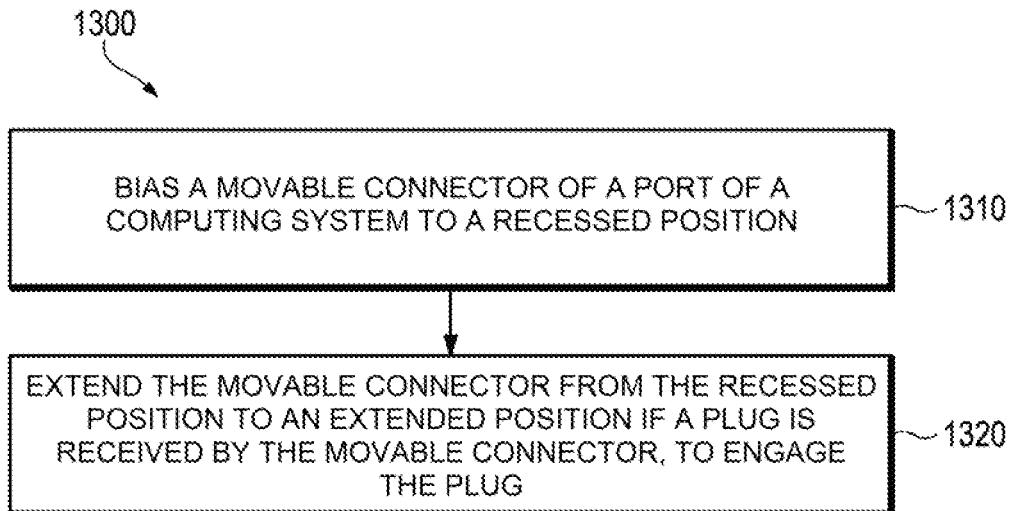 1300
BIAS A MOVABLE CONNECTOR OF A PORT OF A
COMPUTING SYSTEM TO A RECESSED POSITION
1310
EXTEND THE MOVABLE CONNECTOR FROM THE RECESSED
POSITION TO AN EXTENDED POSITION IF A PLUG IS
RECEIVED BY THE MOVABLE CONNECTOR, TO ENGAGE
THE PLUG
1320